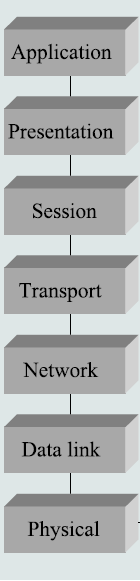 Application
Presentation
Session
Transport
Network
Data link
Physical